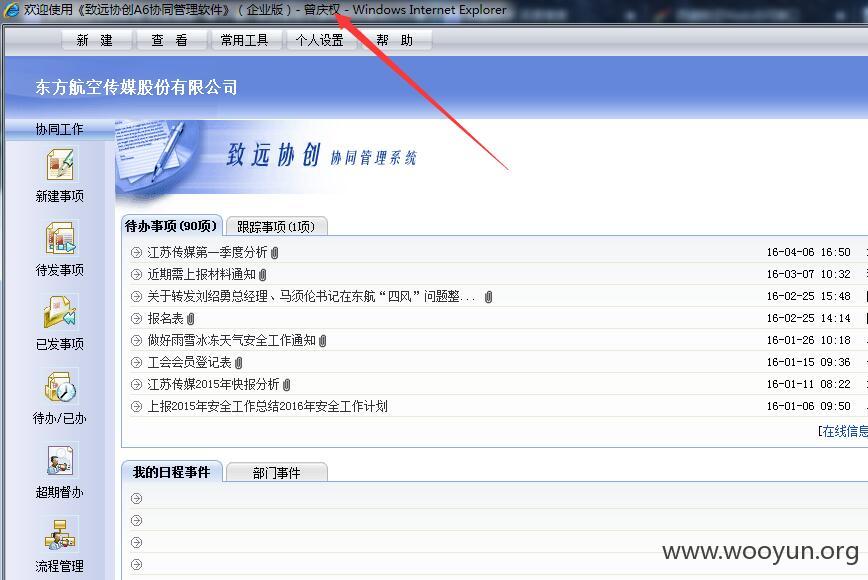 欢迎使用《致远协创A6协同管理软件》（企业版）- 曾庆权 - Windows Internet Explorer
新 建 查 看 常用工具 个人设置 帮 助
东方航空传媒股份有限公司
协同工作
致远协创 协同管理系统
新建事项
待发事项
已发事项
待办/已办
超期督办
流程管理
待办事项(90项) 跟踪事项(1项)
江苏传媒第一季度分析 16-04-06 16:50
近期需上报材料通知 16-03-07 10:32
关于转发刘绍勇总经理、马须伦书记在东航“四风”问题整... 16-02-25 15:48
报名表 16-02-25 14:14
做好雨雪冰冻天气安全工作通知 16-01-26 10:18
工会会员登记表 16-01-15 09:36
江苏传媒2015年快报分析 16-01-11 08:22
上报2015年安全工作总结2016年安全工作计划 16-01-06 09:50
[在线信息
我的日程事件 部门事件
www.wooyun.org